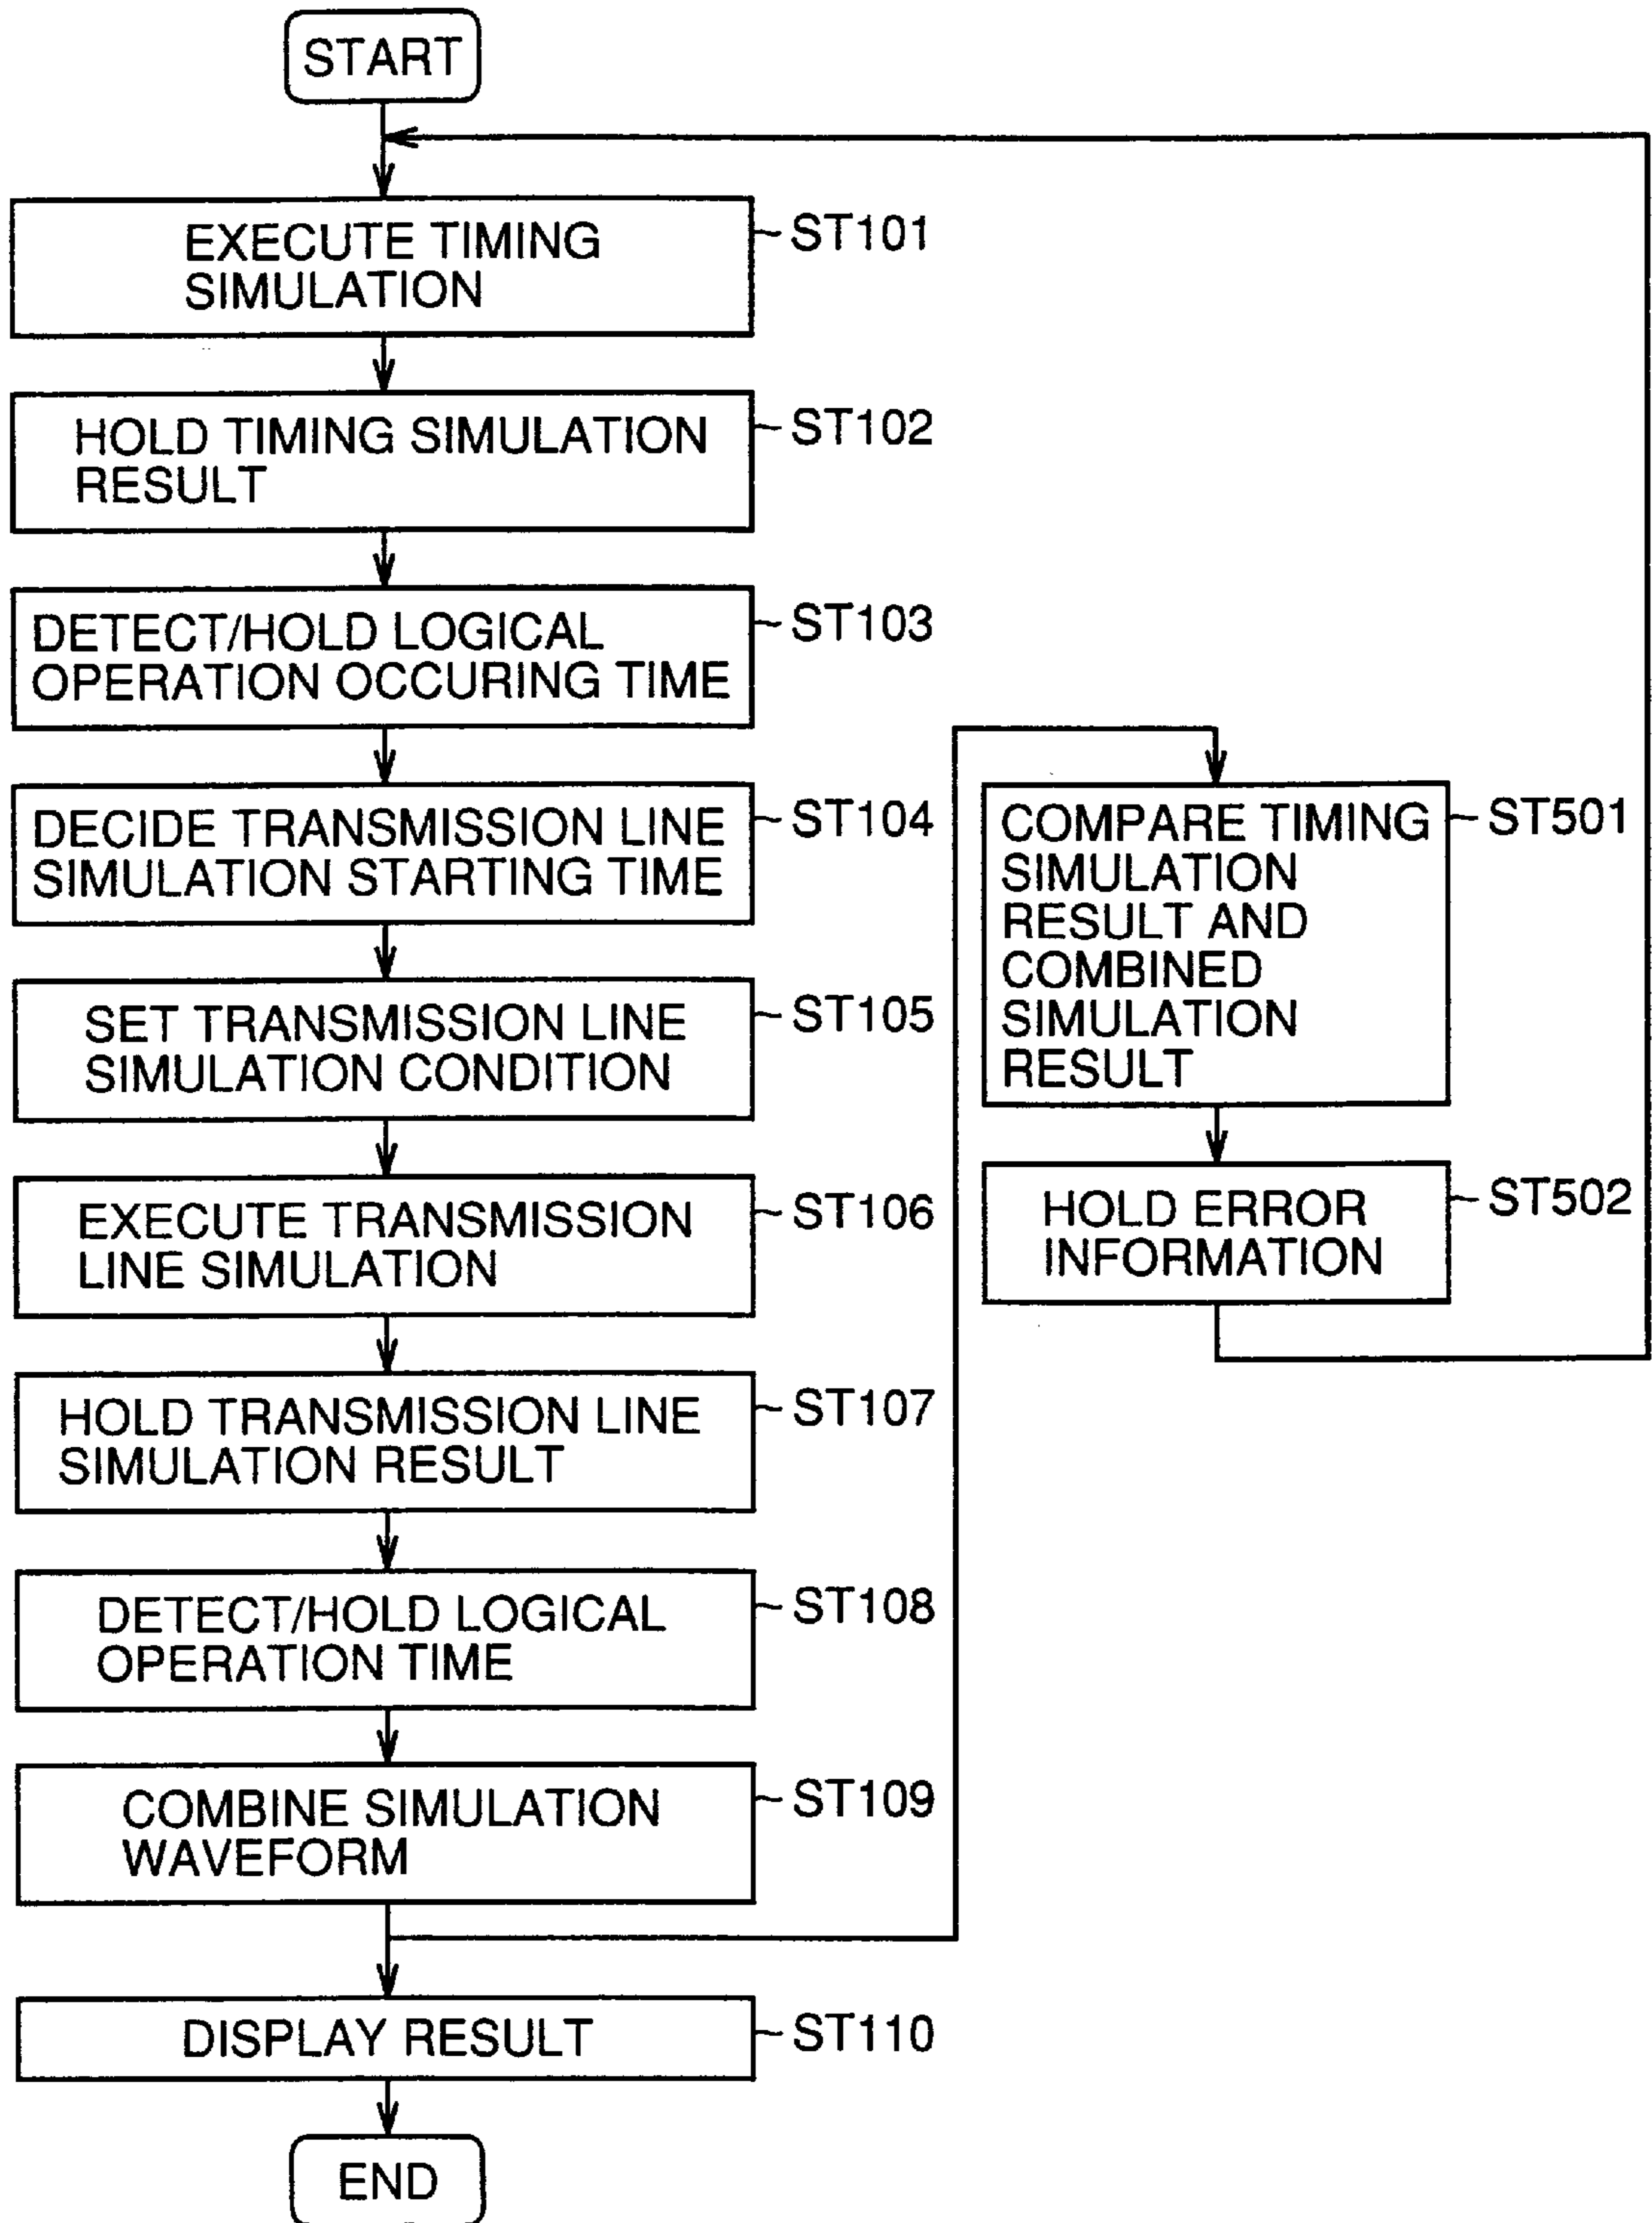 START
EXECUTE TIMING
SIMULATION
ST101
HOLD TIMING SIMULATION
RESULT
ST102
DETECT/HOLD LOGICAL
OPERATION OCCURING TIME
ST103
DECIDE TRANSMISSION LINE
SIMULATION STARTING TIME
ST104
SET TRANSMISSION LINE
SIMULATION CONDITION
ST105
EXECUTE TRANSMISSION
LINE SIMULATION
ST106
HOLD TRANSMISSION LINE
SIMULATION RESULT
ST107
DETECT/HOLD LOGICAL
OPERATION TIME
ST108
COMBINE SIMULATION
WAVEFORM
ST109
DISPLAY RESULT
ST110
END
COMPARE TIMING
SIMULATION
RESULT AND
COMBINED
SIMULATION
RESULT
ST501
HOLD ERROR
INFORMATION
ST502